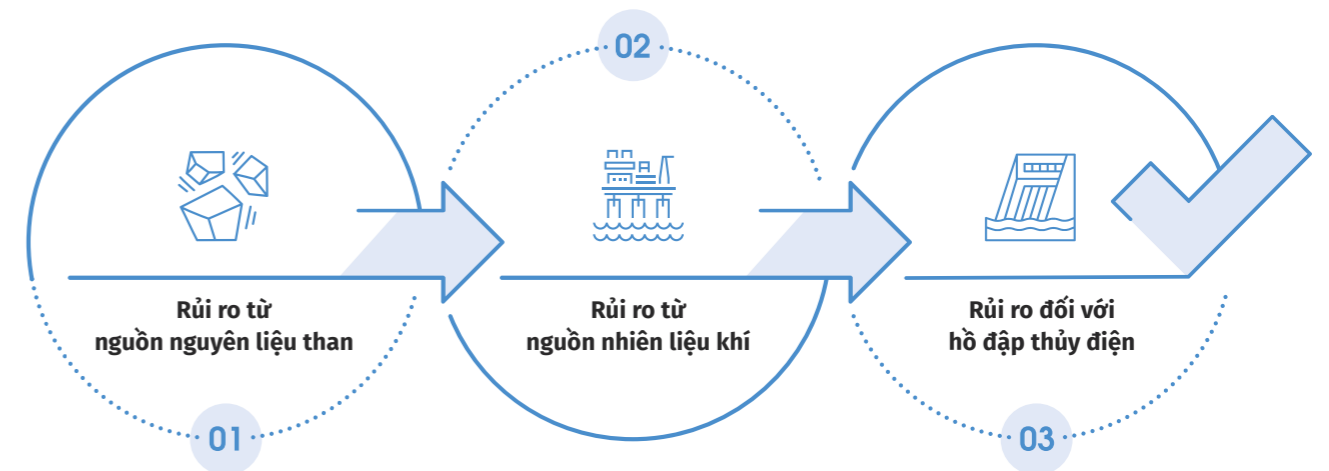 01
Rủi ro từ
nguồn nguyên liệu than
02
Rủi ro từ
nguồn nhiên liệu khí
03
Rủi ro đối với
hồ đập thủy điện